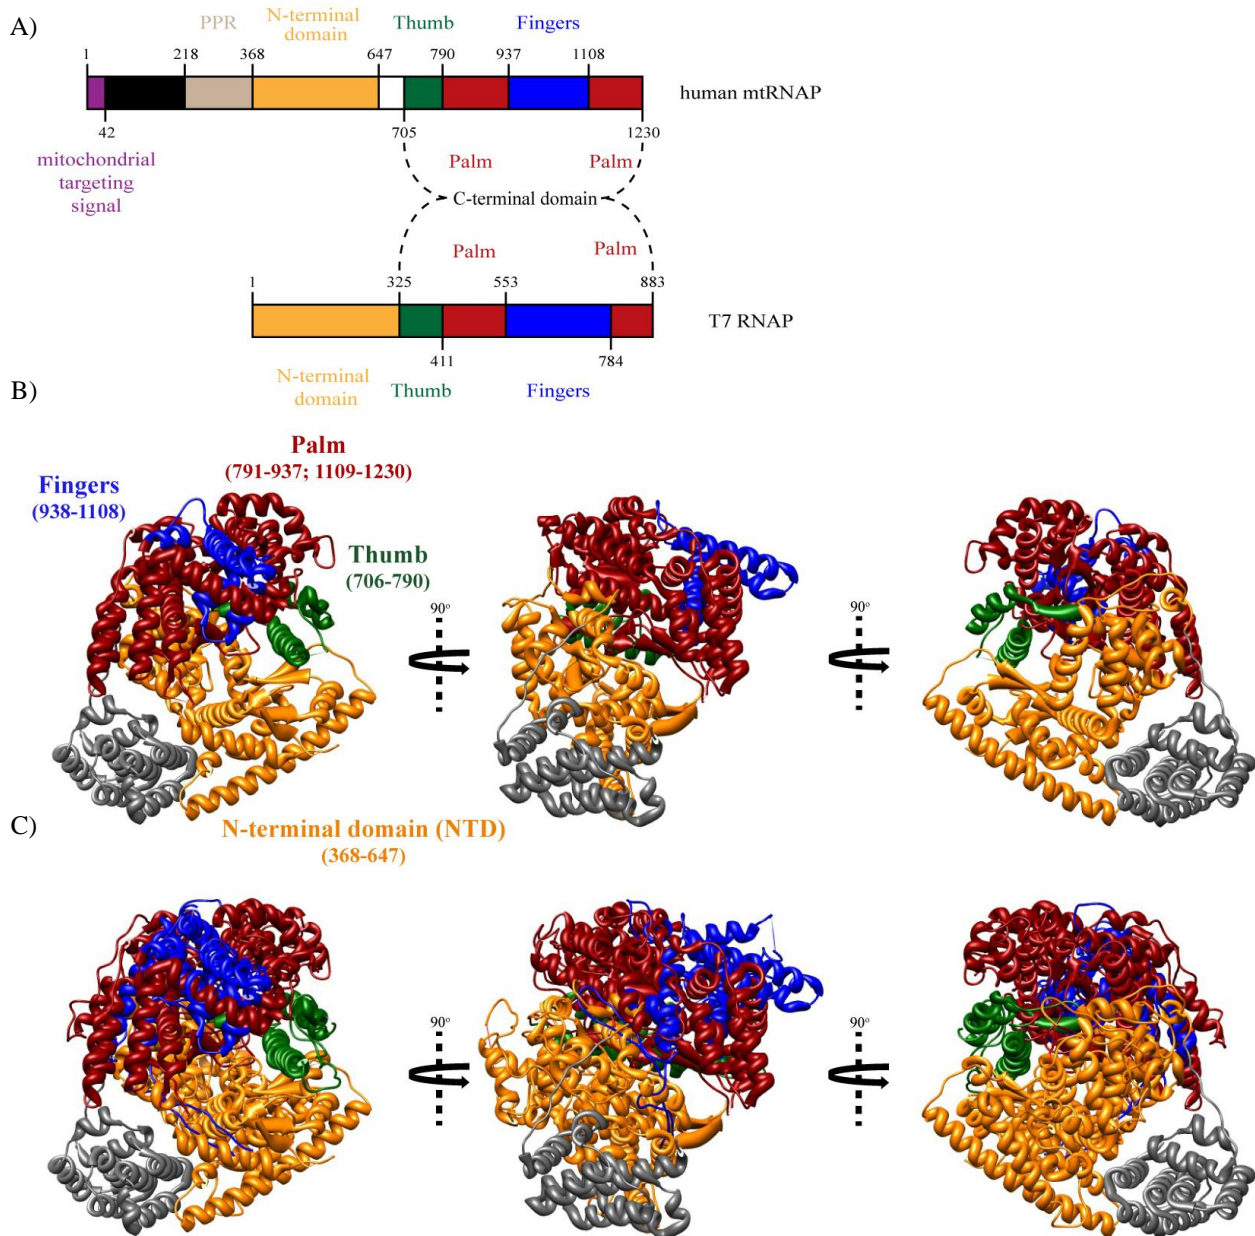 A)
PPR
N-terminal
domain
Thumb
Fingers
1 218 368 647 790 937 1108
human mtRNAP
42 705 1230
mitochondrial
targeting
signal
Palm Palm
C-terminal domain
Palm Palm
1 325 553 883
T7 RNAP
411 784
N-terminal
domain
Thumb
Fingers
B)
Palm
(791-937; 1109-1230)
Fingers
(938-1108)
Thumb
(706-790)
90°
90°
C)
N-terminal domain (NTD)
(368-647)
90°
90°